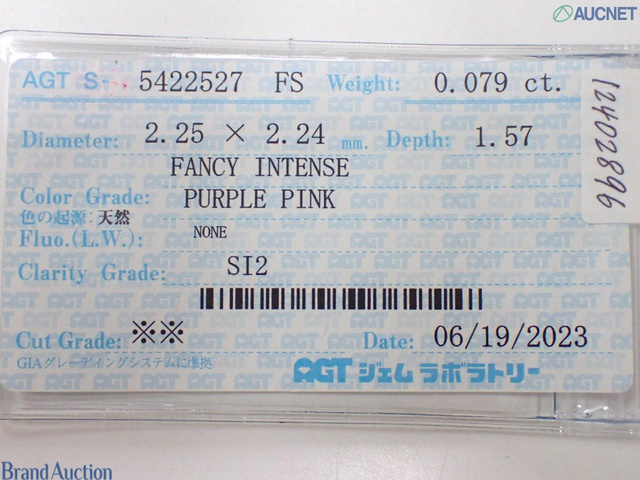 AUCNET
AGT S- 5422527 FS Weight: 0.079 ct.
12402896
Diameter: 2.25 × 2.24 mm. Depth: 1.57
FANCY INTENSE
Color Grade: PURPLE PINK
色の起源:天然
Fluo.(L.W.): NONE
Clarity Grade: SI2
Cut Grade: ※※ Date: 06/19/2023
GIAグレーディングシステムに準拠
AGT ジェムラボラトリー
Brand Auction